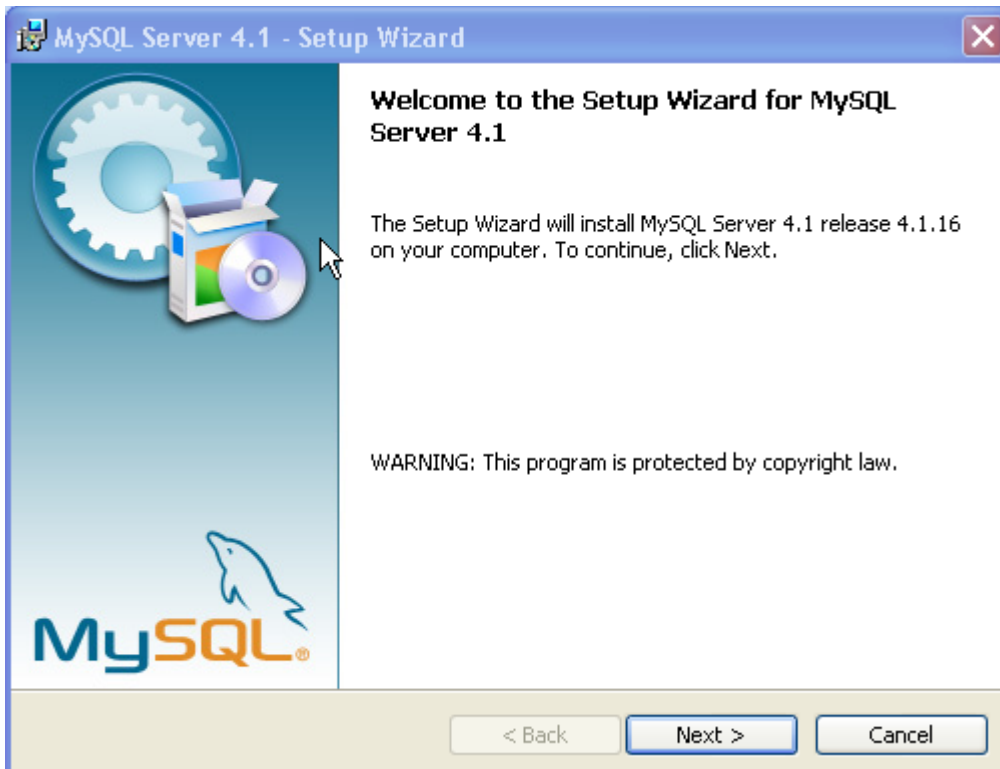 MySQL Server 4.1 - Setup Wizard
Welcome to the Setup Wizard for MySQL
Server 4.1
The Setup Wizard will install MySQL Server 4.1 release 4.1.16
on your computer. To continue, click Next.
WARNING: This program is protected by copyright law.
MySQL®
< Back
Next >
Cancel